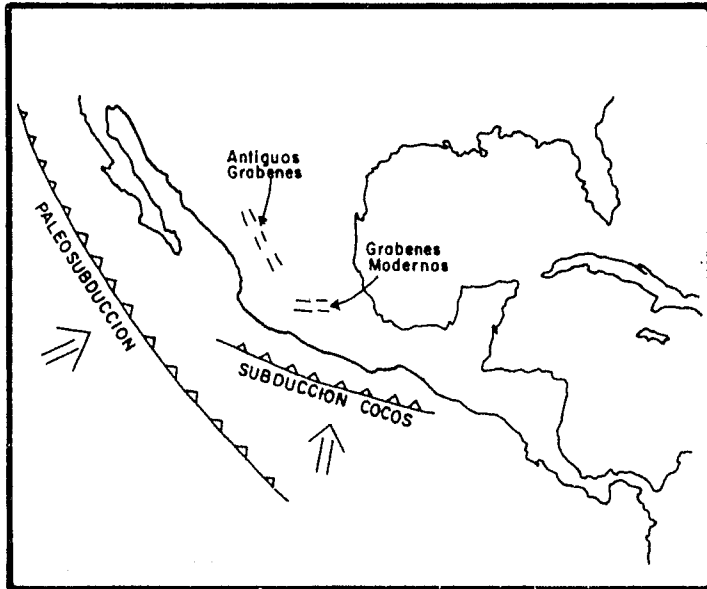 Antiguos
Grabenes
Grabenes
Modernos
PALEOSUBDUCCION
SUBDUCCION COCOS